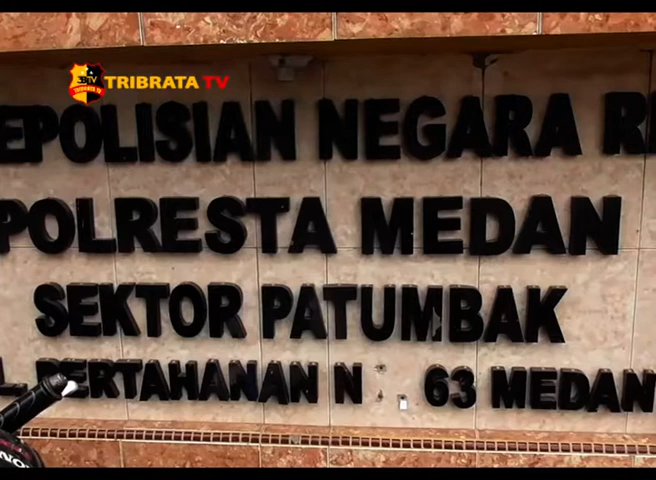 TRIBRATA TV
EPOLISIAN NEGARA R
POLRESTA MEDAN
SEKTOR PATUMBAK
L. PERTAHANAN N . 63 MEDAN